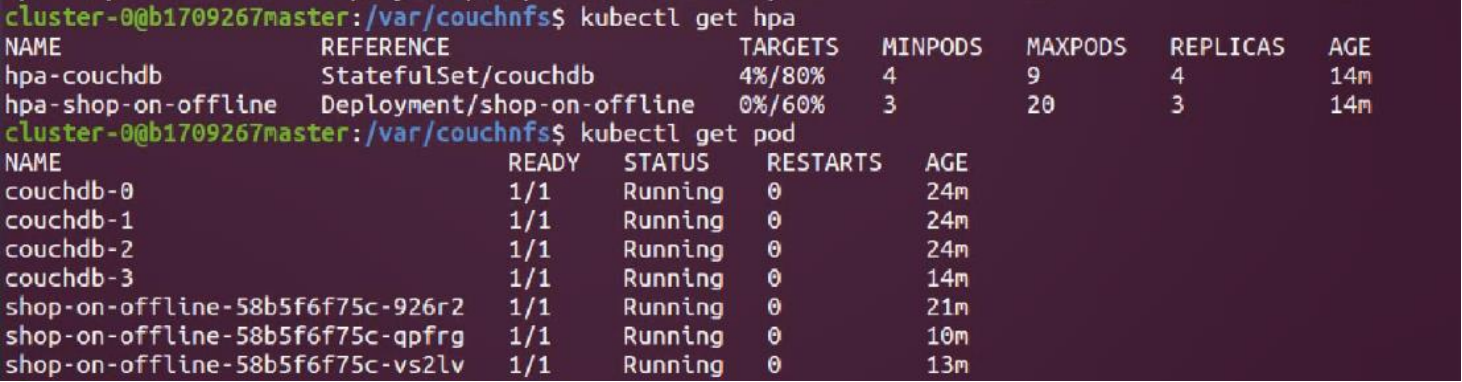 cluster-0@b1709267master:/var/couchnfs$ kubectl get hpa
NAME REFERENCE TARGETS MINPODS MAXPODS REPLICAS AGE
hpa-couchdb StatefulSet/couchdb 4%/80% 4 9 4 14m
hpa-shop-on-offline Deployment/shop-on-offline 0%/60% 3 20 3 14m
cluster-0@b1709267master:/var/couchnfs$ kubectl get pod
NAME READY STATUS RESTARTS AGE
couchdb-0 1/1 Running 0 24m
couchdb-1 1/1 Running 0 24m
couchdb-2 1/1 Running 0 24m
couchdb-3 1/1 Running 0 14m
shop-on-offline-58b5f6f75c-926r2 1/1 Running 0 21m
shop-on-offline-58b5f6f75c-qpfrg 1/1 Running 0 10m
shop-on-offline-58b5f6f75c-vs2lv 1/1 Running 0 13m